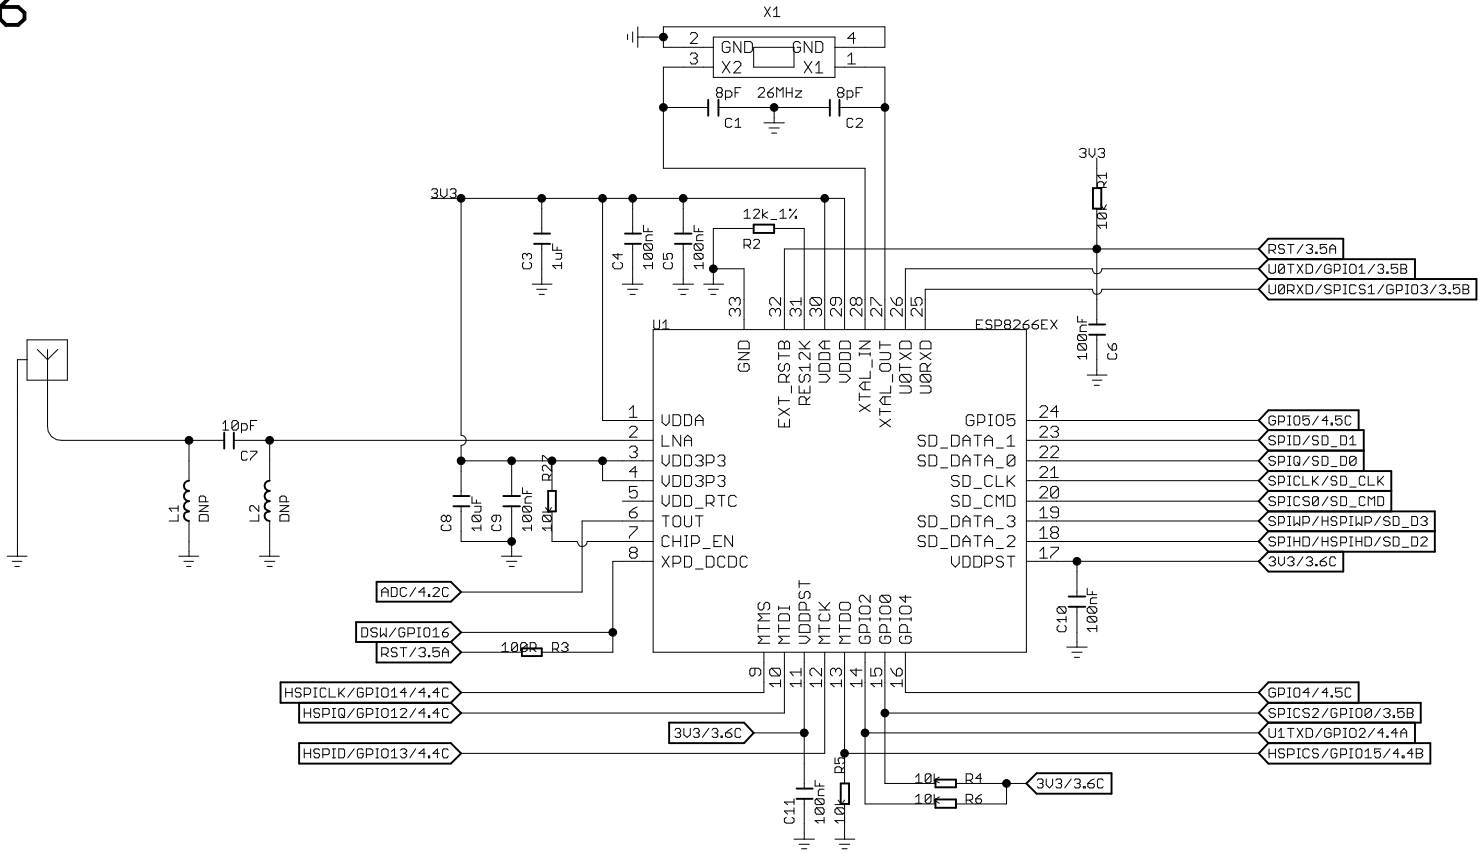 6
X1
2 GND GND 4
3 X2 X1 1
8pF 26MHz 8pF
C1 C2
3V3
R1
10k
3V3
12k_1%
R2
C3 1uF
C4 100nF
C5 100nF
RST/3.5A
U0TXD/GPIO1/3.5B
U0RXD/SPICS1/GPIO3/3.5B
33 32 31 30 29 28 27 26 25
U1 ESP8266EX
100nF C6
GND EXT_RSTB RES12K VDDA VDDD XTAL_IN XTAL_OUT U0TXD U0RXD
1 VDDA GPIO5 24 GPIO5/4.5C
10pF
C7
2 LNA SD_DATA_1 23 SPID/SD_D1
3 VDD3P3 SD_DATA_0 22 SPIQ/SD_D0
4 VDD3P3 SD_CLK 21 SPICLK/SD_CLK
5 VDD_RTC SD_CMD 20 SPICS0/SD_CMD
6 TOUT SD_DATA_3 19 SPIWP/HSPIWP/SD_D3
7 CHIP_EN SD_DATA_2 18 SPIHD/HSPIHD/SD_D2
8 XPD_DCDC VDDPST 17 3V3/3.6C
L1 DNP
L2 DNP
C8 10uF
C9 100nF
R27 10k
ADC/4.2C
DSW/GPIO16
RST/3.5A 100R R3
C10 100nF
MTMS MTDI VDDPST MTCK MTDO GPIO2 GPIO0 GPIO4
9 10 11 12 13 14 15 16
HSPICLK/GPIO14/4.4C
HSPIQ/GPIO12/4.4C
3V3/3.6C
HSPID/GPIO13/4.4C
GPIO4/4.5C
SPICS2/GPIO0/3.5B
U1TXD/GPIO2/4.4A
HSPICS/GPIO15/4.4B
C11 100nF
R5 10k
10k R4 3V3/3.6C
10k R6